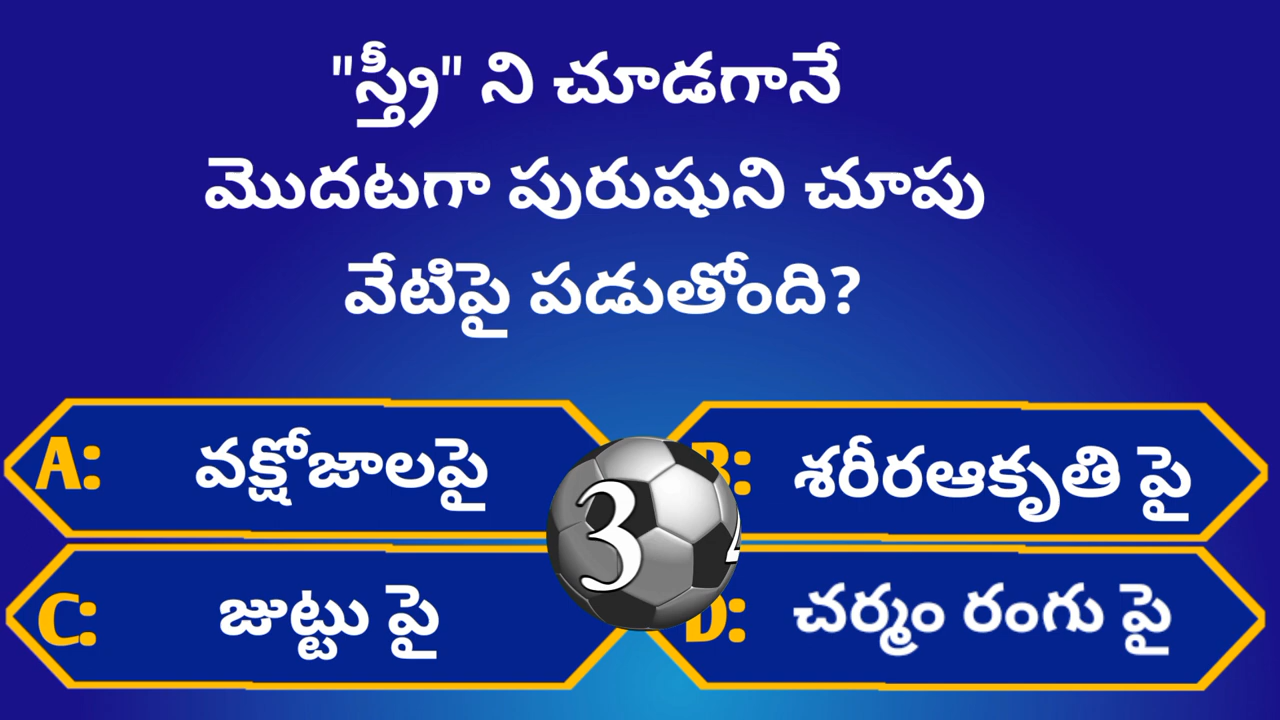 "స్త్రీ" ని చూడగానే
మొదటగా పురుషుని చూపు
వేటిపై పడుతోంది?
A: వక్షోజాలపై
B: శరీరఆకృతి పై
3
C: జుట్టు పై
D: చర్మం రంగు పై